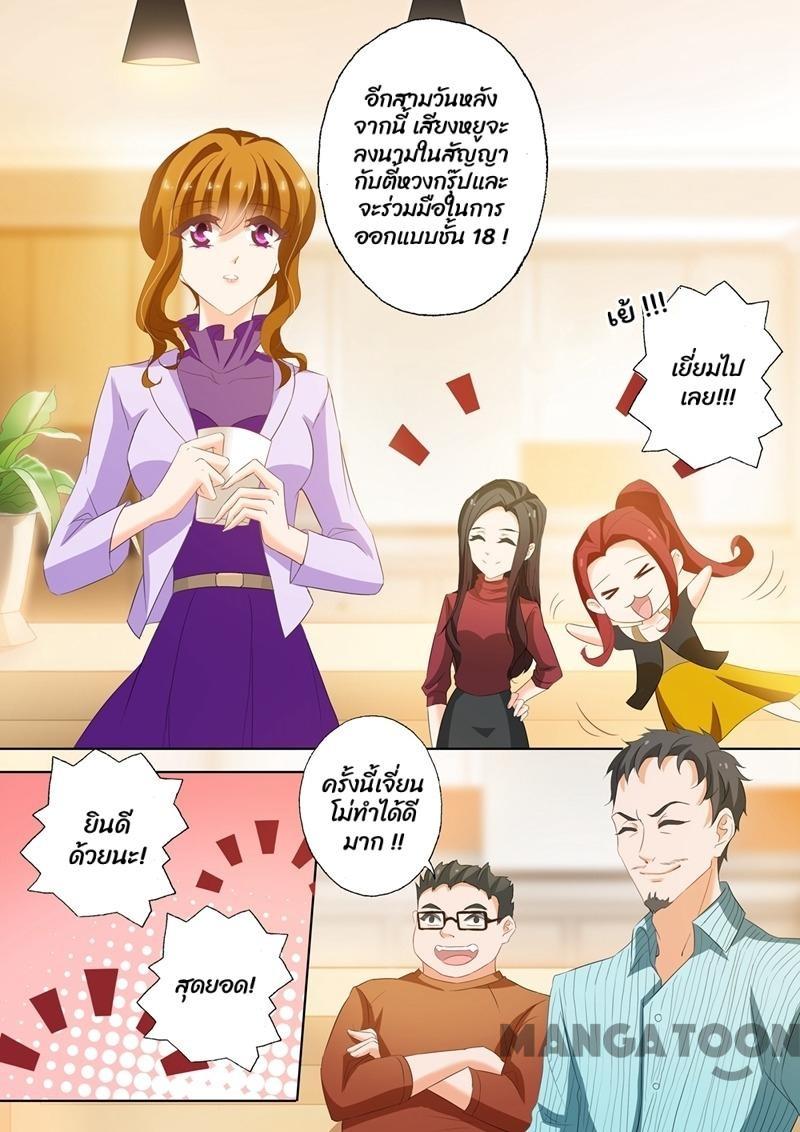 อีกสามวันหลัง
จากนี้ เสียงหยูจะ
ลงนามในสัญญา
กับตี้หวงกรุ๊ปและ
จะร่วมมือในการ
ออกแบบชั้น 18 !
เย้ !!!
เยี่ยมไป
เลย!!!
ยินดี
ด้วยนะ!
สุดยอด!
ครั้งนี้เจี่ยน
โม่ทำได้ดี
มาก !!
MANGATOON